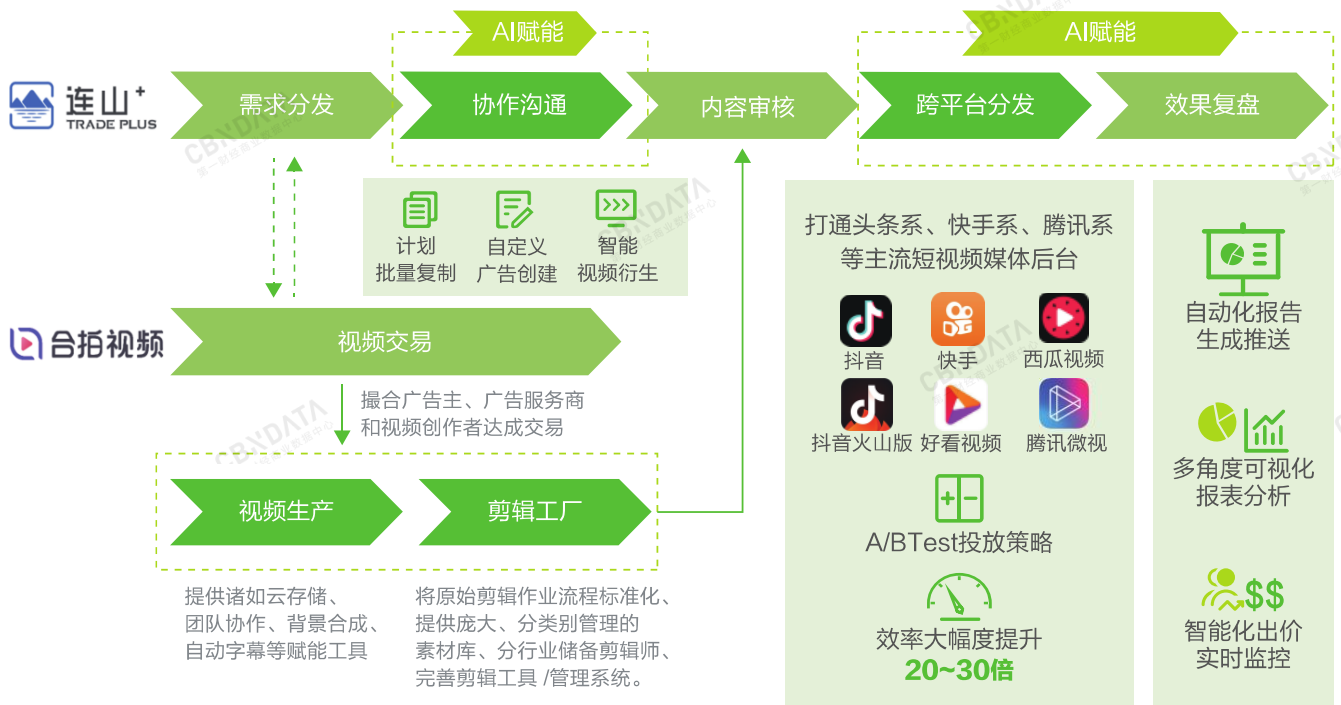 AI赋能
AI赋能
连山+
TRADE PLUS
需求分发
协作沟通
内容审核
跨平台分发
效果复盘
计划
批量复制
自定义
广告创建
智能
视频衍生
合拍视频
视频交易
撮合广告主、广告服务商
和视频创作者达成交易
视频生产
剪辑工厂
提供诸如云存储、
团队协作、背景合成、
自动字幕等赋能工具
将原始剪辑作业流程标准化、
提供庞大、分类别管理的
素材库、分行业储备剪辑师、
完善剪辑工具 /管理系统。
打通头条系、快手系、腾讯系
等主流短视频媒体后台
抖音
快手
西瓜视频
抖音火山版
好看视频
腾讯微视
A/BTest投放策略
效率大幅度提升
20~30倍
自动化报告
生成推送
多角度可视化
报表分析
$$
智能化出价
实时监控
CBNDATA
第一财经商业数据中心